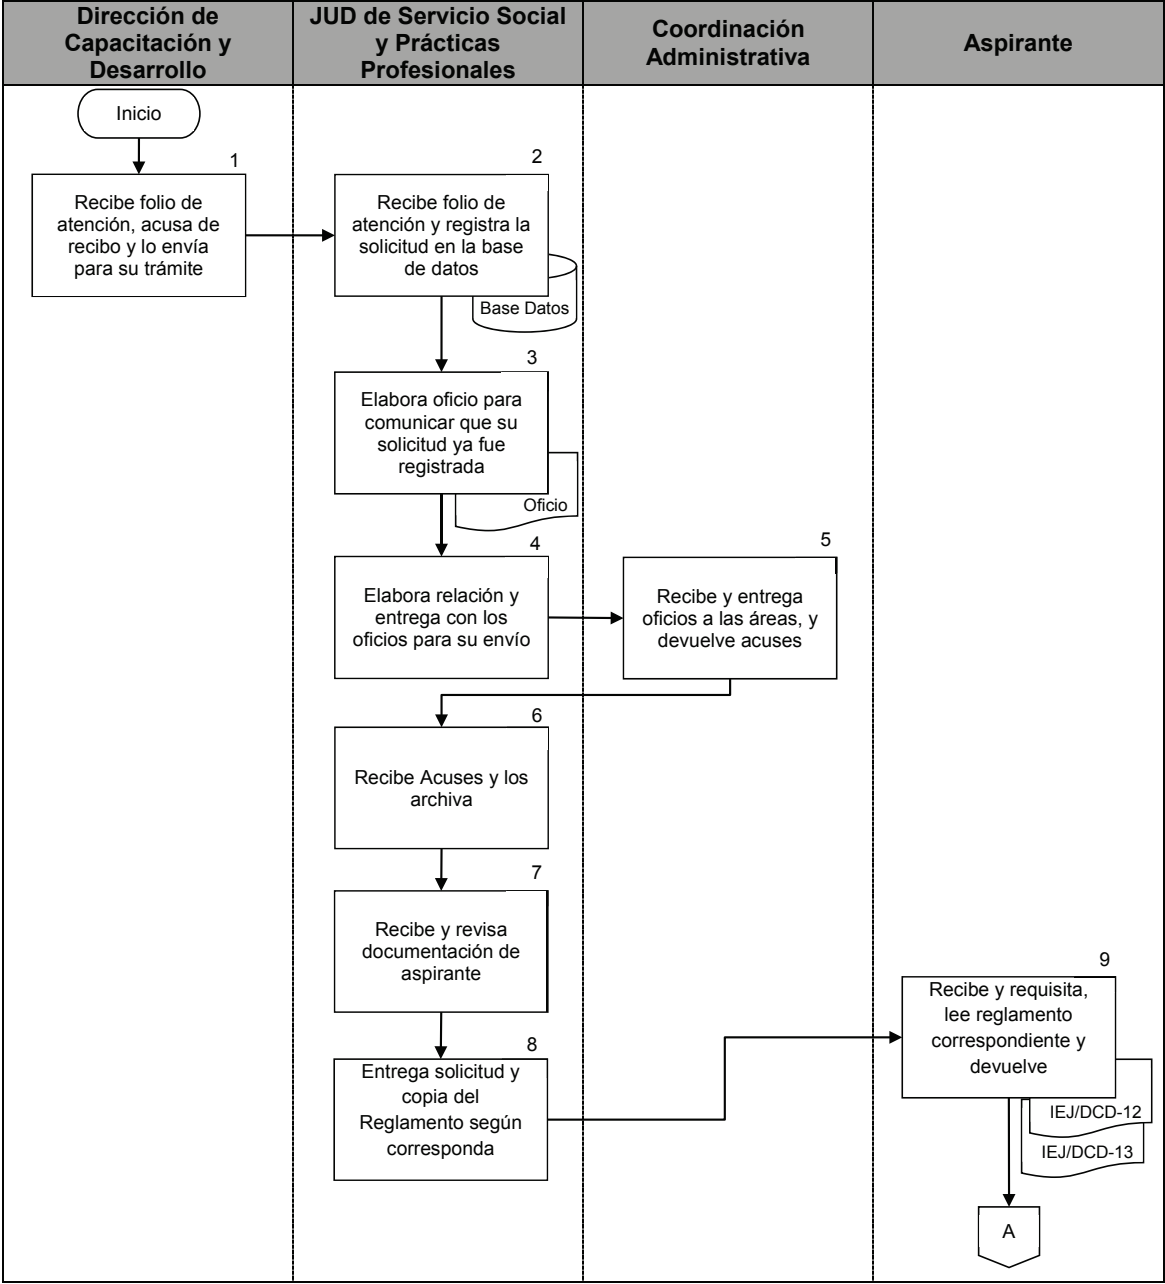 Dirección de
Capacitación y
Desarrollo
JUD de Servicio Social
y Prácticas
Profesionales
Coordinación
Administrativa
Aspirante
Inicio
1
Recibe folio de
atención, acusa de
recibo y lo envía
para su trámite
2
Recibe folio de
atención y registra la
solicitud en la base
de datos
Base Datos
3
Elabora oficio para
comunicar que su
solicitud ya fue
registrada
Oficio
4
Elabora relación y
entrega con los
oficios para su envío
5
Recibe y entrega
oficios a las áreas, y
devuelve acuses
6
Recibe Acuses y los
archiva
7
Recibe y revisa
documentación de
aspirante
8
Entrega solicitud y
copia del
Reglamento según
corresponda
9
Recibe y requisita,
lee reglamento
correspondiente y
devuelve
IEJ/DCD-12
IEJ/DCD-13
A